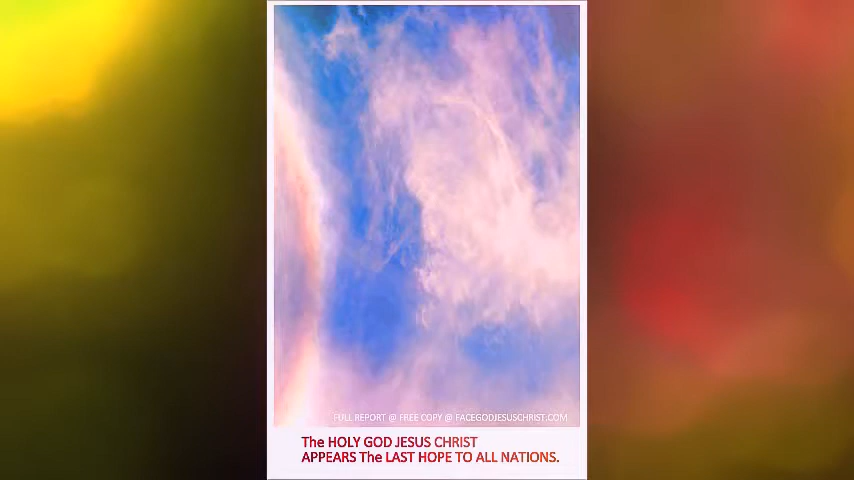 FULL REPORT @ FREE COPY @ FACEGODJESUSCHRIST.COM
The HOLY GOD JESUS CHRIST
APPEARS The LAST HOPE TO ALL NATIONS.